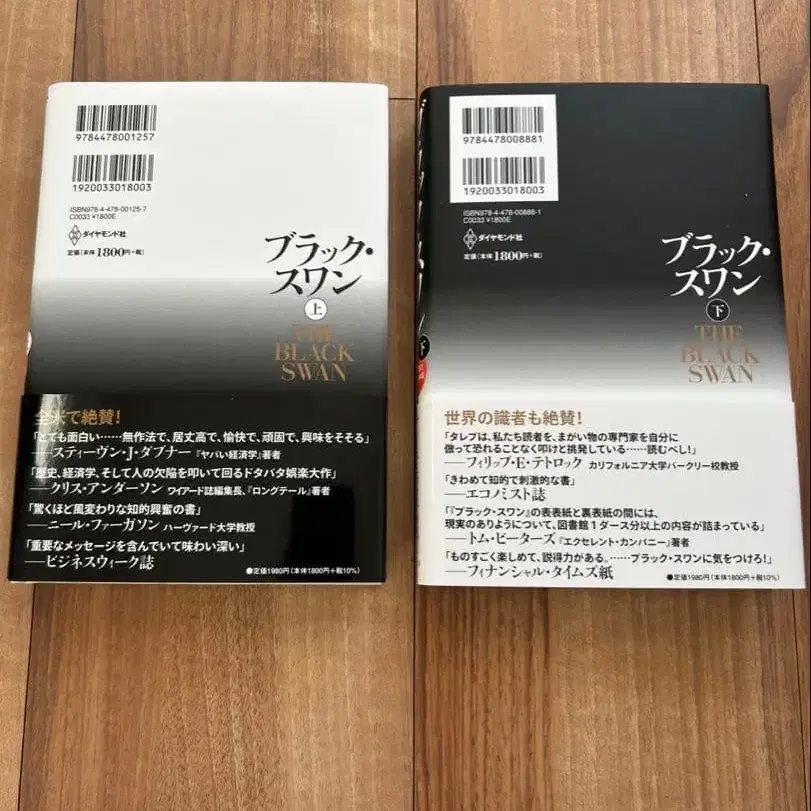 9784478001257
1920033018003
ISBN978-4-478-00125-7
C0033 ¥1800E
ダイヤモンド社
定価[本体1800円+税]
ブラック・
スワン
上
THE
BLACK
SWAN
全米で絶賛!
「とても面白い……無作法で、居丈高で、愉快で、頑固で、興味をそそる」
――スティーヴン・J・ダブナー 『ヤバい経済学』著者
「歴史、経済学、そして人の欠陥を叩いて回るドタバタ娯楽大作」
――クリス・アンダーソン ワイアード誌編集長、『ロングテール』著者
「驚くほど風変わりな知的興奮の書」
――ニール・ファーガソン ハーヴァード大学教授
「重要なメッセージを含んでいて味わい深い」
――ビジネスウィーク誌
●定価1980円(本体1800円+税10%)
9784478008881
1920033018003
ISBN978-4-478-00888-1
C0033 ¥1800E
ダイヤモンド社
定価[本体1800円+税]
ブラック・
スワン
下
THE
BLACK
SWAN
下
世界の識者も絶賛!
「タレブは、私たち読者を、まがい物の専門家を自分に
倣って恐れることなく叩けと挑発している……読むべし!」
――フィリップ・E・テトロック カリフォルニア大学バークリー校教授
「きわめて知的で刺激的な書」
――エコノミスト誌
「『ブラック・スワン』の表表紙と裏表紙の間には、
現実のありようについて、図書館1ダース分以上の内容が詰まっている」
――トム・ピーターズ 『エクセレント・カンパニー』著者
「ものすごく楽しめて、説得力がある。……ブラック・スワンに気をつけろ!」
――フィナンシャル・タイムズ紙
●定価1980円(本体1800円+税10%)